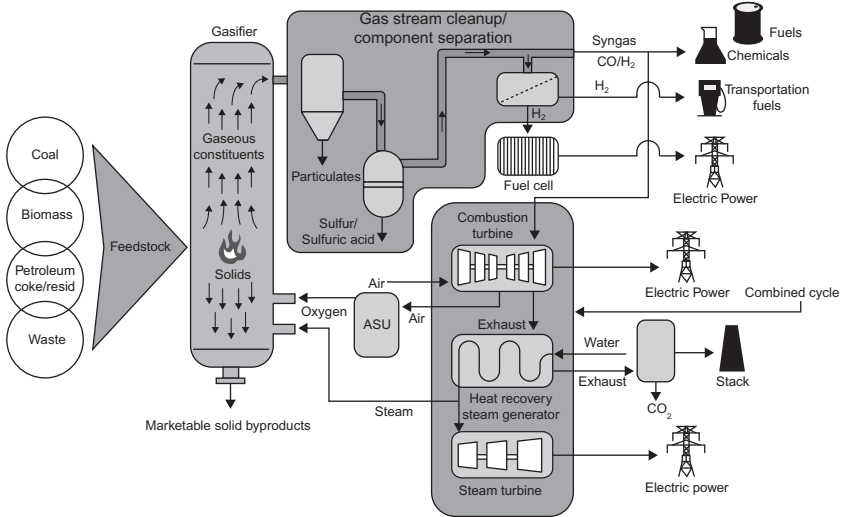 Gasifier
Gas stream cleanup/
component separation
Syngas
CO/H₂
Fuels
Chemicals
H₂
Transportation
fuels
H₂
Fuel cell
Electric Power
Gaseous
constituents
Particulates
Sulfur/
Sulfuric acid
Coal
Biomass
Petroleum
coke/resid
Waste
Feedstock
Solids
Combustion
turbine
Electric Power
Combined cycle
Air
Oxygen
ASU
Air
Exhaust
Water
Exhaust
Stack
CO₂
Heat recovery
steam generator
Steam
Marketable solid byproducts
Steam turbine
Electric power